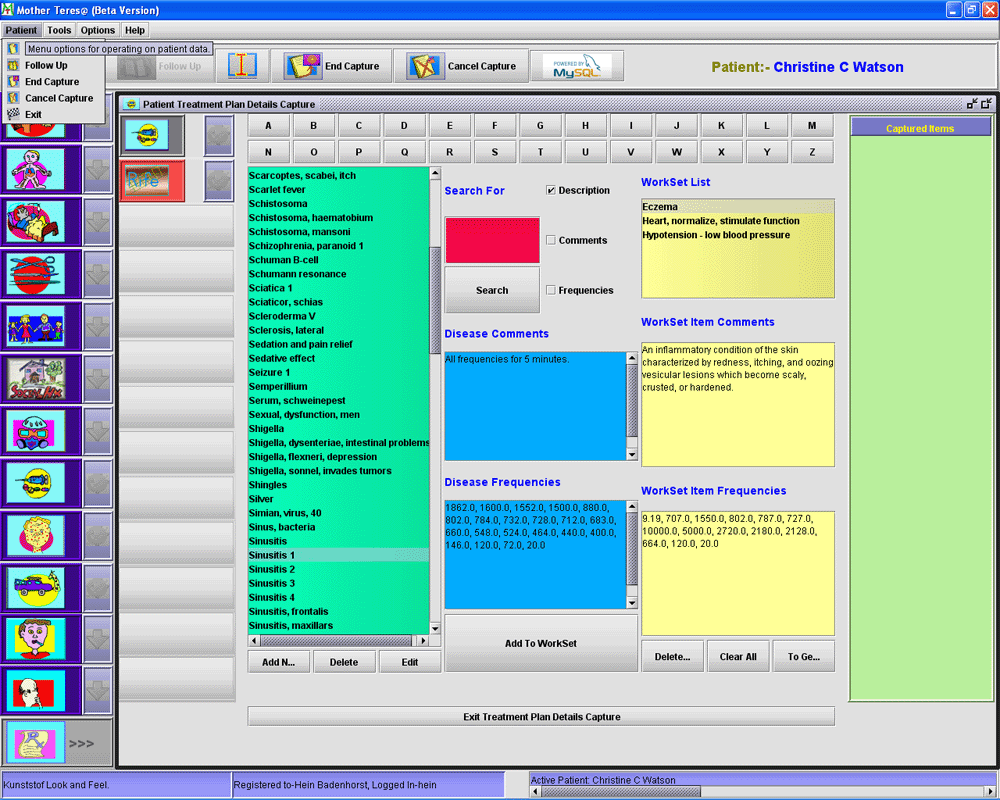 Mother Teres@ (Beta Version)
Patient Tools Options Help
Menu options for operating on patient data.
Follow Up
End Capture
Cancel Capture
Exit
Follow Up
End Capture
Cancel Capture
POWERED BY
MySQL
Patient:- Christine C Watson
Patient Treatment Plan Details Capture
A B C D E F G H I J K L M
N O P Q R S T U V W X Y Z
Rife
Scarcoptes, scabei, itch
Scarlet fever
Schistosoma
Schistosoma, haematobium
Schistosoma, mansoni
Schizophrenia, paranoid 1
Schuman B-cell
Schumann resonance
Sciatica 1
Sciaticor, schias
Scleroderma V
Sclerosis, lateral
Sedation and pain relief
Sedative effect
Seizure 1
Semperillium
Serum, schweinepest
Sexual, dysfunction, men
Shigella
Shigella, dysenteriae, intestinal problems
Shigella, flexneri, depression
Shigella, sonnel, invades tumors
Shingles
Silver
Simian, virus, 40
Sinus, bacteria
Sinusitis
Sinusitis 1
Sinusitis 2
Sinusitis 3
Sinusitis 4
Sinusitis, frontalis
Sinusitis, maxillars
Add N...
Delete
Edit
Search For
Description
Comments
Search
Frequencies
Disease Comments
All frequencies for 5 minutes.
Disease Frequencies
1862.0, 1600.0, 1552.0, 1500.0, 880.0,
802.0, 784.0, 732.0, 728.0, 712.0, 683.0,
660.0, 548.0, 524.0, 464.0, 440.0, 400.0,
146.0, 120.0, 72.0, 20.0
Add To WorkSet
WorkSet List
Eczema
Heart, normalize, stimulate function
Hypotension - low blood pressure
WorkSet Item Comments
An inflammatory condition of the skin
characterized by redness, itching, and oozing
vesicular lesions which become scaly,
crusted, or hardened.
WorkSet Item Frequencies
9.19, 707.0, 1550.0, 802.0, 787.0, 727.0,
10000.0, 5000.0, 2720.0, 2180.0, 2128.0,
664.0, 120.0, 20.0
Delete...
Clear All
To Ge...
Captured Items
Exit Treatment Plan Details Capture
>>>
Kunststof Look and Feel.
Registered to-Hein Badenhorst, Logged In-hein
Active Patient: Christine C Watson